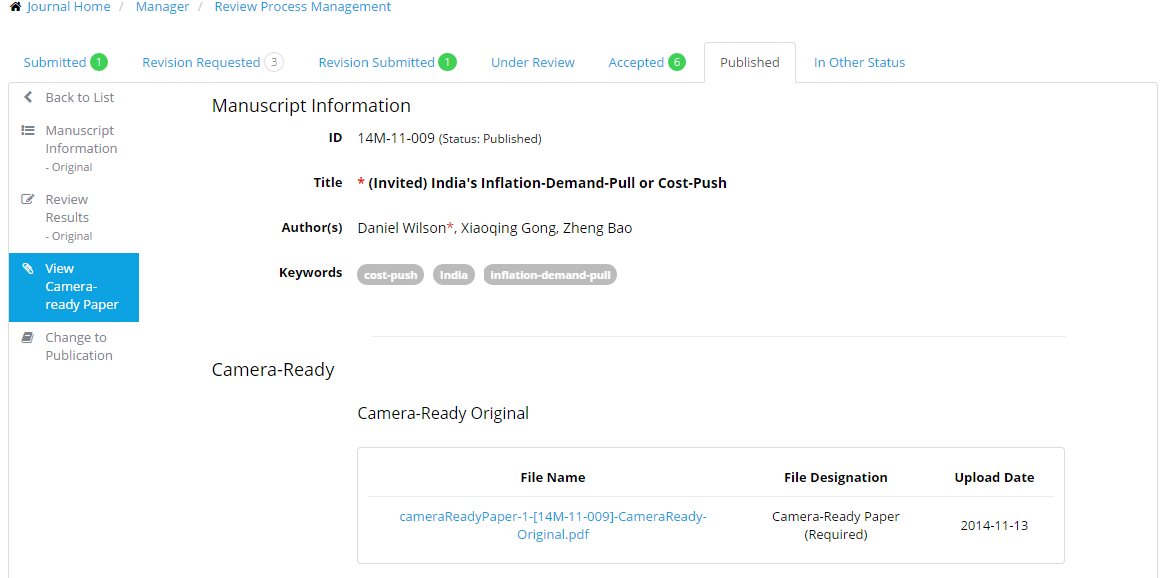 Journal Home / Manager / Review Process Management
Submitted 1 Revision Requested 3 Revision Submitted 1 Under Review Accepted 6 Published In Other Status
Back to List
Manuscript
Information
- Original
Review
Results
- Original
View
Camera-
ready Paper
Change to
Publication
Manuscript Information
ID 14M-11-009 (Status: Published)
Title * (Invited) India's Inflation-Demand-Pull or Cost-Push
Author(s) Daniel Wilson*, Xiaoqing Gong, Zheng Bao
Keywords cost-push India inflation-demand-pull
Camera-Ready
Camera-Ready Original
File Name File Designation Upload Date
cameraReadyPaper-1-[14M-11-009]-CameraReady-
Original.pdf
Camera-Ready Paper
(Required)
2014-11-13